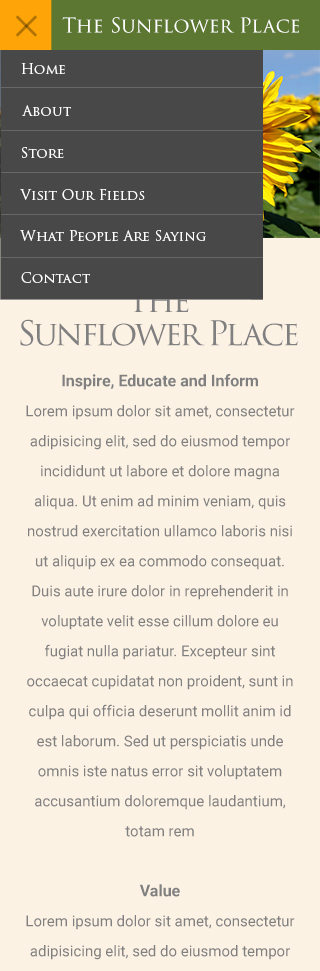 The Sunflower Place
Home
About
Store
Visit Our Fields
What People Are Saying
Contact
The
Sunflower Place
Inspire, Educate and Inform
Lorem ipsum dolor sit amet, consectetur
adipisicing elit, sed do eiusmod tempor
incididunt ut labore et dolore magna
aliqua. Ut enim ad minim veniam, quis
nostrud exercitation ullamco laboris nisi
ut aliquip ex ea commodo consequat.
Duis aute irure dolor in reprehenderit in
voluptate velit esse cillum dolore eu
fugiat nulla pariatur. Excepteur sint
occaecat cupidatat non proident, sunt in
culpa qui officia deserunt mollit anim id
est laborum. Sed ut perspiciatis unde
omnis iste natus error sit voluptatem
accusantium doloremque laudantium,
totam rem
Value
Lorem ipsum dolor sit amet, consectetur
adipisicing elit, sed do eiusmod tempor